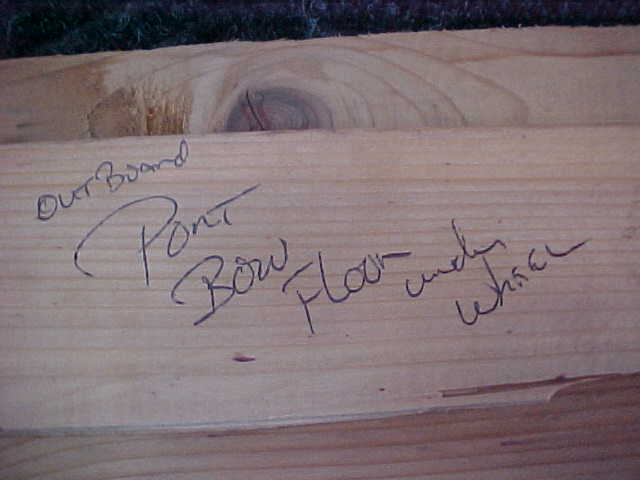 OUTBoard
PORT
BOW Floor under
wheel